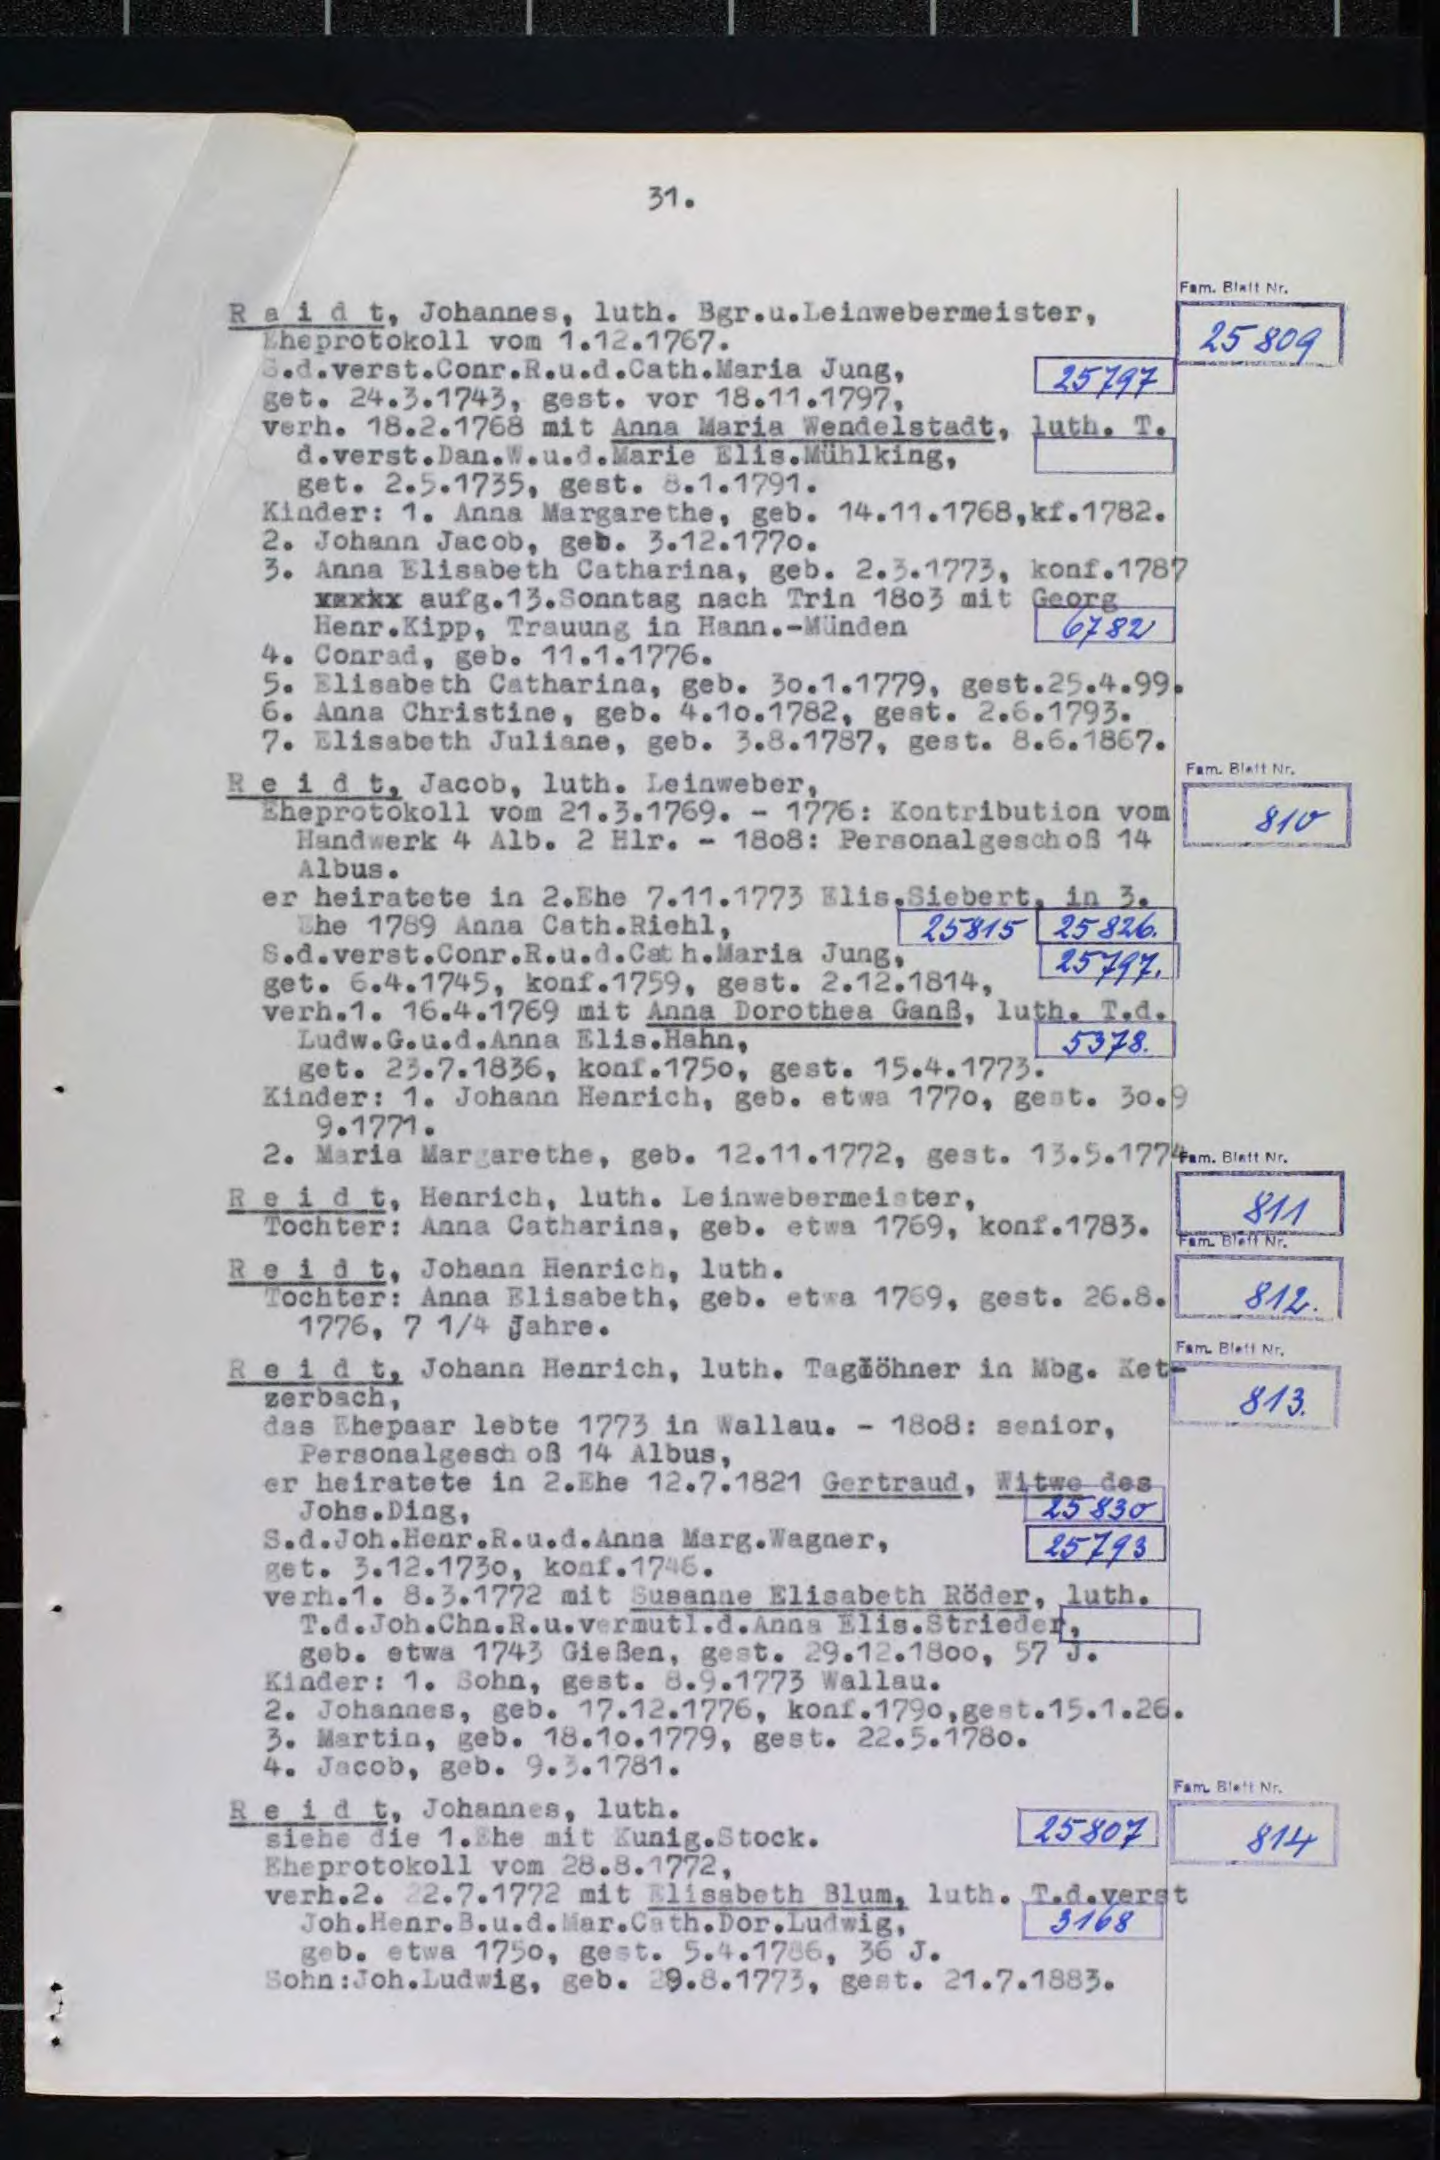 31.
Fam. Blatt Nr.
R a i d t, Johannes, luth. Bgr.u.Leinwebermeister,
25809
Eheprotokoll vom 1.12.1767.
S.d.verst.Conr.R.u.d.Cath.Maria Jung,
25797
get. 24.3.1743, gest. vor 18.11.1797,
verh. 18.2.1768 mit Anna Maria Wendelstadt, luth. T.
d.verst.Dan.W.u.d.Marie Elis.Mühlking,
get. 2.5.1735, gest. 8.1.1791.
Kinder: 1. Anna Margarethe, geb. 14.11.1768,kf.1782.
2. Johann Jacob, geb. 3.12.177o.
3. Anna Elisabeth Catharina, geb. 2.3.1773, konf.1787
xxxkx aufg.13.Sonntag nach Trin 18o3 mit Georg
Henr.Kipp, Trauung in Hann.-Münden
6782
4. Conrad, geb. 11.1.1776.
5. Elisabeth Catharina, geb. 3o.1.1779, gest.25.4.99.
6. Anna Christine, geb. 4.1o.1782, gest. 2.6.1793.
7. Elisabeth Juliane, geb. 3.8.1787, gest. 8.6.1867.
Fam. Blatt Nr.
R e i d t, Jacob, luth. Leinweber,
810
Eheprotokoll vom 21.3.1769. - 1776: Kontribution vom
Handwerk 4 Alb. 2 Hlr. - 18o8: Personalgeschoß 14
Albus.
er heiratete in 2.Ehe 7.11.1773 Elis.Siebert, in 3.
Ehe 1789 Anna Cath.Riehl,
25815 25826.
S.d.verst.Conr.R.u.d.Cath.Maria Jung,
25797.
get. 6.4.1745, konf.1759, gest. 2.12.1814,
verh.1. 16.4.1769 mit Anna Dorothea Ganß, luth. T.d.
Ludw.G.u.d.Anna Elis.Hahn,
5378.
get. 23.7.1836, konf.175o, gest. 15.4.1773.
Kinder: 1. Johann Henrich, geb. etwa 177o, gest. 3o.9
9.1771.
2. Maria Margarethe, geb. 12.11.1772, gest. 13.5.1774
Fam. Blatt Nr.
R e i d t, Henrich, luth. Leinwebermeister,
811
Tochter: Anna Catharina, geb. etwa 1769, konf.1783.
Fam. Blatt Nr.
R e i d t, Johann Henrich, luth.
812.
Tochter: Anna Elisabeth, geb. etwa 1769, gest. 26.8.
1776, 7 1/4 Jahre.
Fam. Blatt Nr.
R e i d t, Johann Henrich, luth. Taglöhner in Mbg. Ket-
zerbach,
813.
das Ehepaar lebte 1773 in Wallau. - 18o8: senior,
Personalgeschoß 14 Albus,
er heiratete in 2.Ehe 12.7.1821 Gertraud, Witwe des
Johs.Ding,
25830
S.d.Joh.Henr.R.u.d.Anna Marg.Wagner,
25793
get. 3.12.173o, konf.1746.
verh.1. 8.3.1772 mit Susanne Elisabeth Röder, luth.
T.d.Joh.Chn.R.u.vermutl.d.Anna Elis.Strieder,
geb. etwa 1743 Gießen, gest. 29.12.18oo, 57 J.
Kinder: 1. Sohn, gest. 8.9.1773 Wallau.
2. Johannes, geb. 17.12.1776, konf.179o,gest.15.1.26.
3. Martin, geb. 18.1o.1779, gest. 22.5.178o.
4. Jacob, geb. 9.3.1781.
Fam. Blatt Nr.
R e i d t, Johannes, luth.
814
siehe die 1.Ehe mit Kunig.Stock.
25807
Eheprotokoll vom 28.8.1772,
verh.2. 22.7.1772 mit Elisabeth Blum, luth. T.d.verst
Joh.Henr.B.u.d.Mar.Cath.Dor.Ludwig,
3168
geb. etwa 175o, gest. 5.4.1786, 36 J.
Sohn:Joh.Ludwig, geb. 29.8.1773, gest. 21.7.1883.